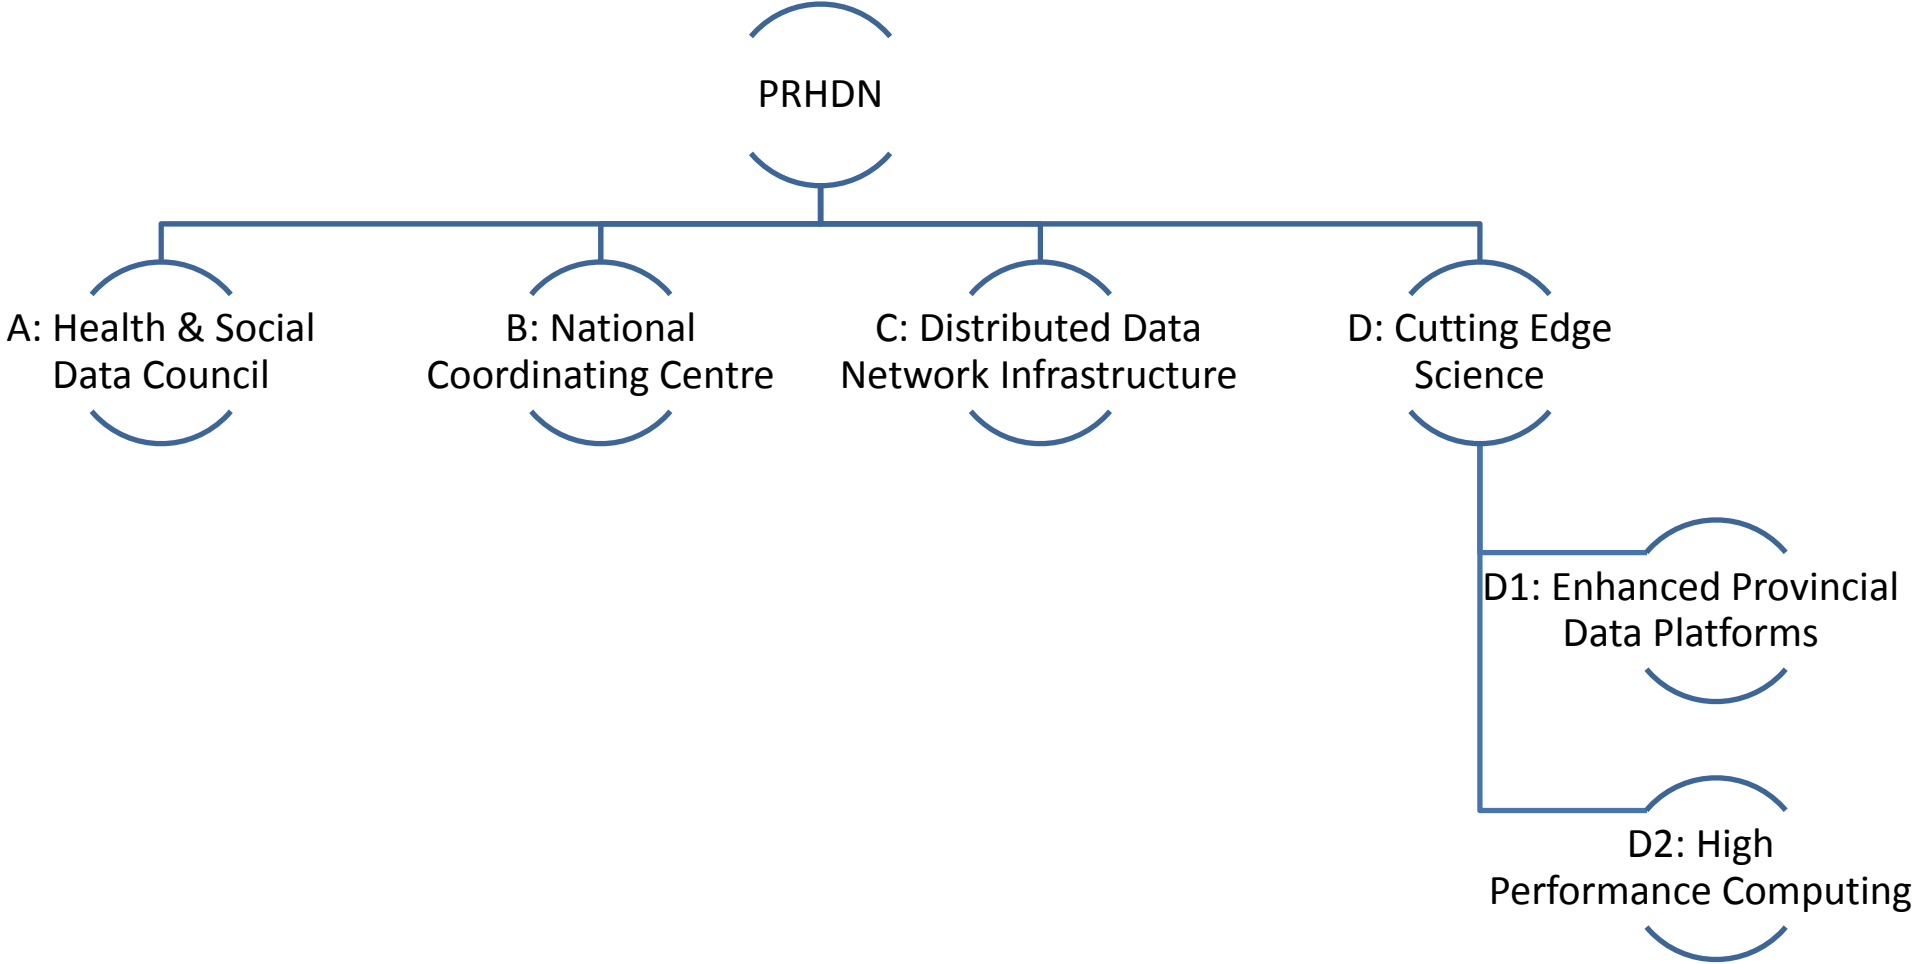 PRHDN
A: Health & Social
Data Council
B: National
Coordinating Centre
C: Distributed Data
Network Infrastructure
D: Cutting Edge
Science
D1: Enhanced Provincial
Data Platforms
D2: High
Performance Computing